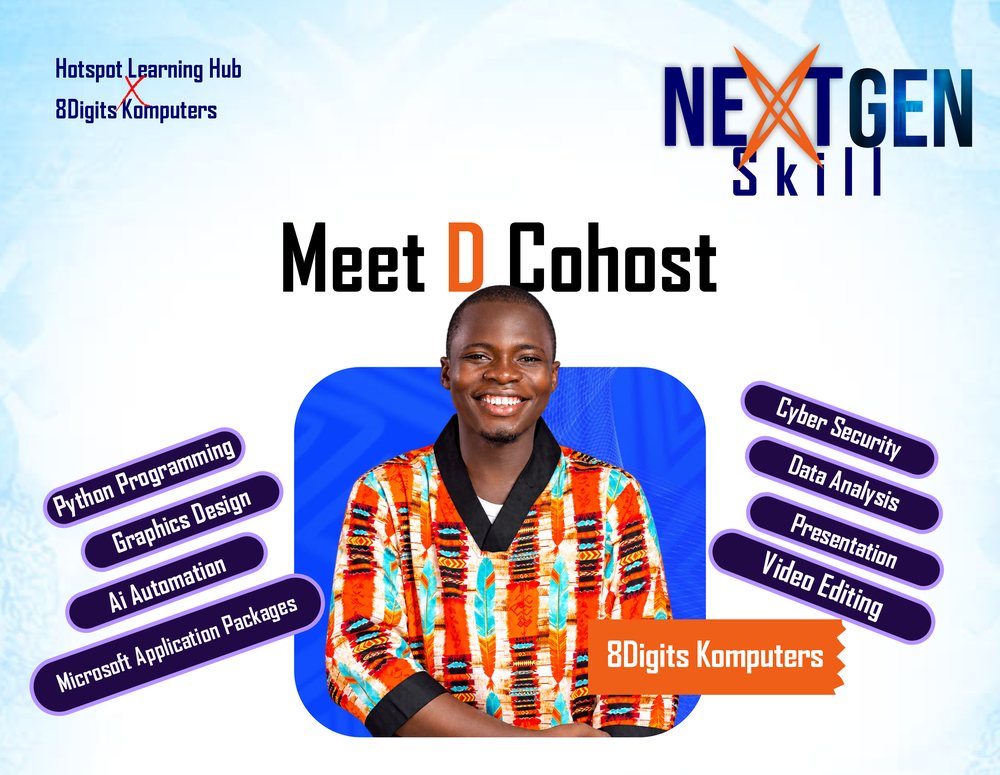 Hotspot Learning Hub
X
8Digits Komputers
NEXTGEN
Skill
Meet D Cohost
Python Programming
Graphics Design
Ai Automation
Microsoft Application Packages
Cyber Security
Data Analysis
Presentation
Video Editing
8Digits Komputers